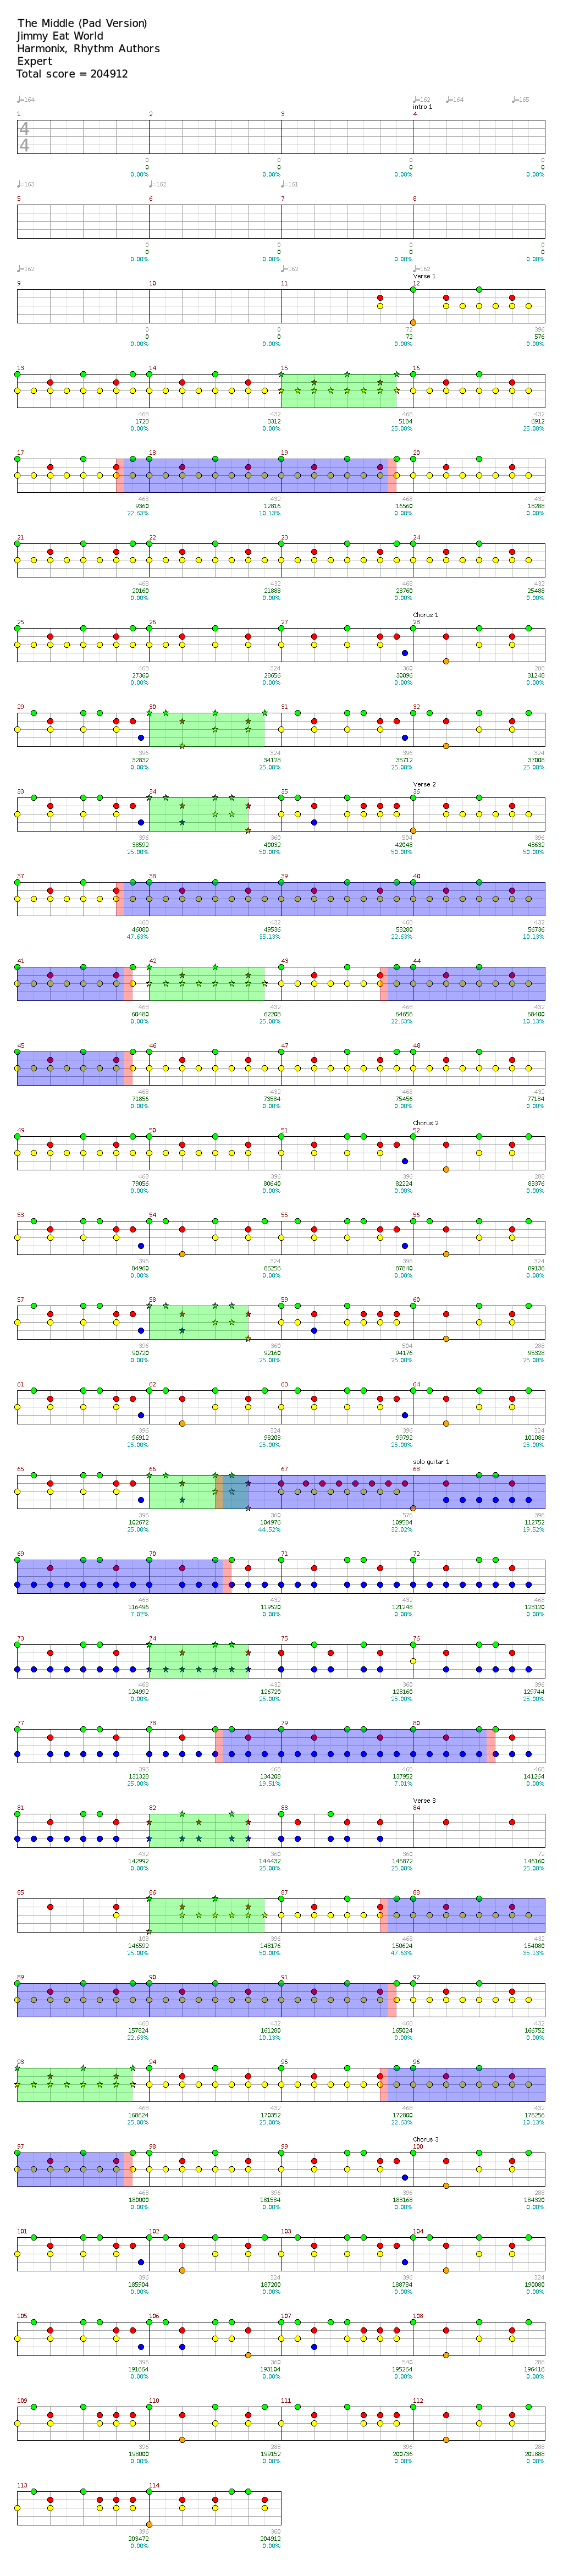 The Middle (Pad Version)
Jimmy Eat World
Harmonix, Rhythm Authors
Expert
Total score = 204912
♩=164 ♩=162 ♩=164 ♩=165
intro 1
1 2 3 4
4
4
0 0 0 0
0 0 0 0
0.00% 0.00% 0.00% 0.00%
♩=163 ♩=162 ♩=161
5 6 7 8
0 0 0 0
0 0 0 0
0.00% 0.00% 0.00% 0.00%
♩=162 ♩=162 ♩=162
Verse 1
9 10 11 12
0 0 72 396
0 0 72 576
0.00% 0.00% 0.00% 0.00%
13 14 15 16
468 432 468 432
1728 3312 5184 6912
0.00% 0.00% 25.00% 25.00%
17 18 19 20
468 432 468 432
9360 12816 16560 18288
22.63% 10.13% 0.00% 0.00%
21 22 23 24
468 432 468 432
20160 21888 23760 25488
0.00% 0.00% 0.00% 0.00%
Chorus 1
25 26 27 28
468 324 360 288
27360 28656 30096 31248
0.00% 0.00% 0.00% 0.00%
29 30 31 32
396 324 396 324
32832 34128 35712 37008
0.00% 25.00% 25.00% 25.00%
Verse 2
33 34 35 36
396 360 504 396
38592 40032 42048 43632
25.00% 50.00% 50.00% 50.00%
37 38 39 40
468 432 468 432
46080 49536 53280 56736
47.63% 35.13% 22.63% 10.13%
41 42 43 44
468 432 468 432
60480 62208 64656 68400
0.00% 25.00% 22.63% 10.13%
45 46 47 48
468 432 468 432
71856 73584 75456 77184
0.00% 0.00% 0.00% 0.00%
Chorus 2
49 50 51 52
468 396 396 288
79056 80640 82224 83376
0.00% 0.00% 0.00% 0.00%
53 54 55 56
396 324 396 324
84960 86256 87840 89136
0.00% 0.00% 0.00% 0.00%
57 58 59 60
396 360 504 288
90720 92160 94176 95328
0.00% 25.00% 25.00% 25.00%
61 62 63 64
396 324 396 324
96912 98208 99792 101088
25.00% 25.00% 25.00% 25.00%
solo guitar 1
65 66 67 68
396 360 576 396
102672 104976 109584 112752
25.00% 44.52% 32.02% 19.52%
69 70 71 72
468 432 432 468
116496 119520 121248 123120
7.02% 0.00% 0.00% 0.00%
73 74 75 76
468 432 360 396
124992 126720 128160 129744
0.00% 25.00% 25.00% 25.00%
77 78 79 80
396 432 468 432
131328 134208 137952 141264
25.00% 19.51% 7.01% 0.00%
Verse 3
81 82 83 84
432 360 360 72
142992 144432 145872 146160
0.00% 25.00% 25.00% 25.00%
85 86 87 88
108 396 468 432
146592 148176 150624 154080
25.00% 50.00% 47.63% 35.13%
89 90 91 92
468 432 468 432
157824 161280 165024 166752
22.63% 10.13% 0.00% 0.00%
93 94 95 96
468 432 468 432
168624 170352 172800 176256
25.00% 25.00% 22.63% 10.13%
Chorus 3
97 98 99 100
468 396 396 288
180000 181584 183168 184320
0.00% 0.00% 0.00% 0.00%
101 102 103 104
396 324 396 324
185904 187200 188784 190080
0.00% 0.00% 0.00% 0.00%
105 106 107 108
396 360 540 288
191664 193104 195264 196416
0.00% 0.00% 0.00% 0.00%
109 110 111 112
396 288 396 288
198000 199152 200736 201888
0.00% 0.00% 0.00% 0.00%
113 114
396 360
203472 204912
0.00% 0.00%